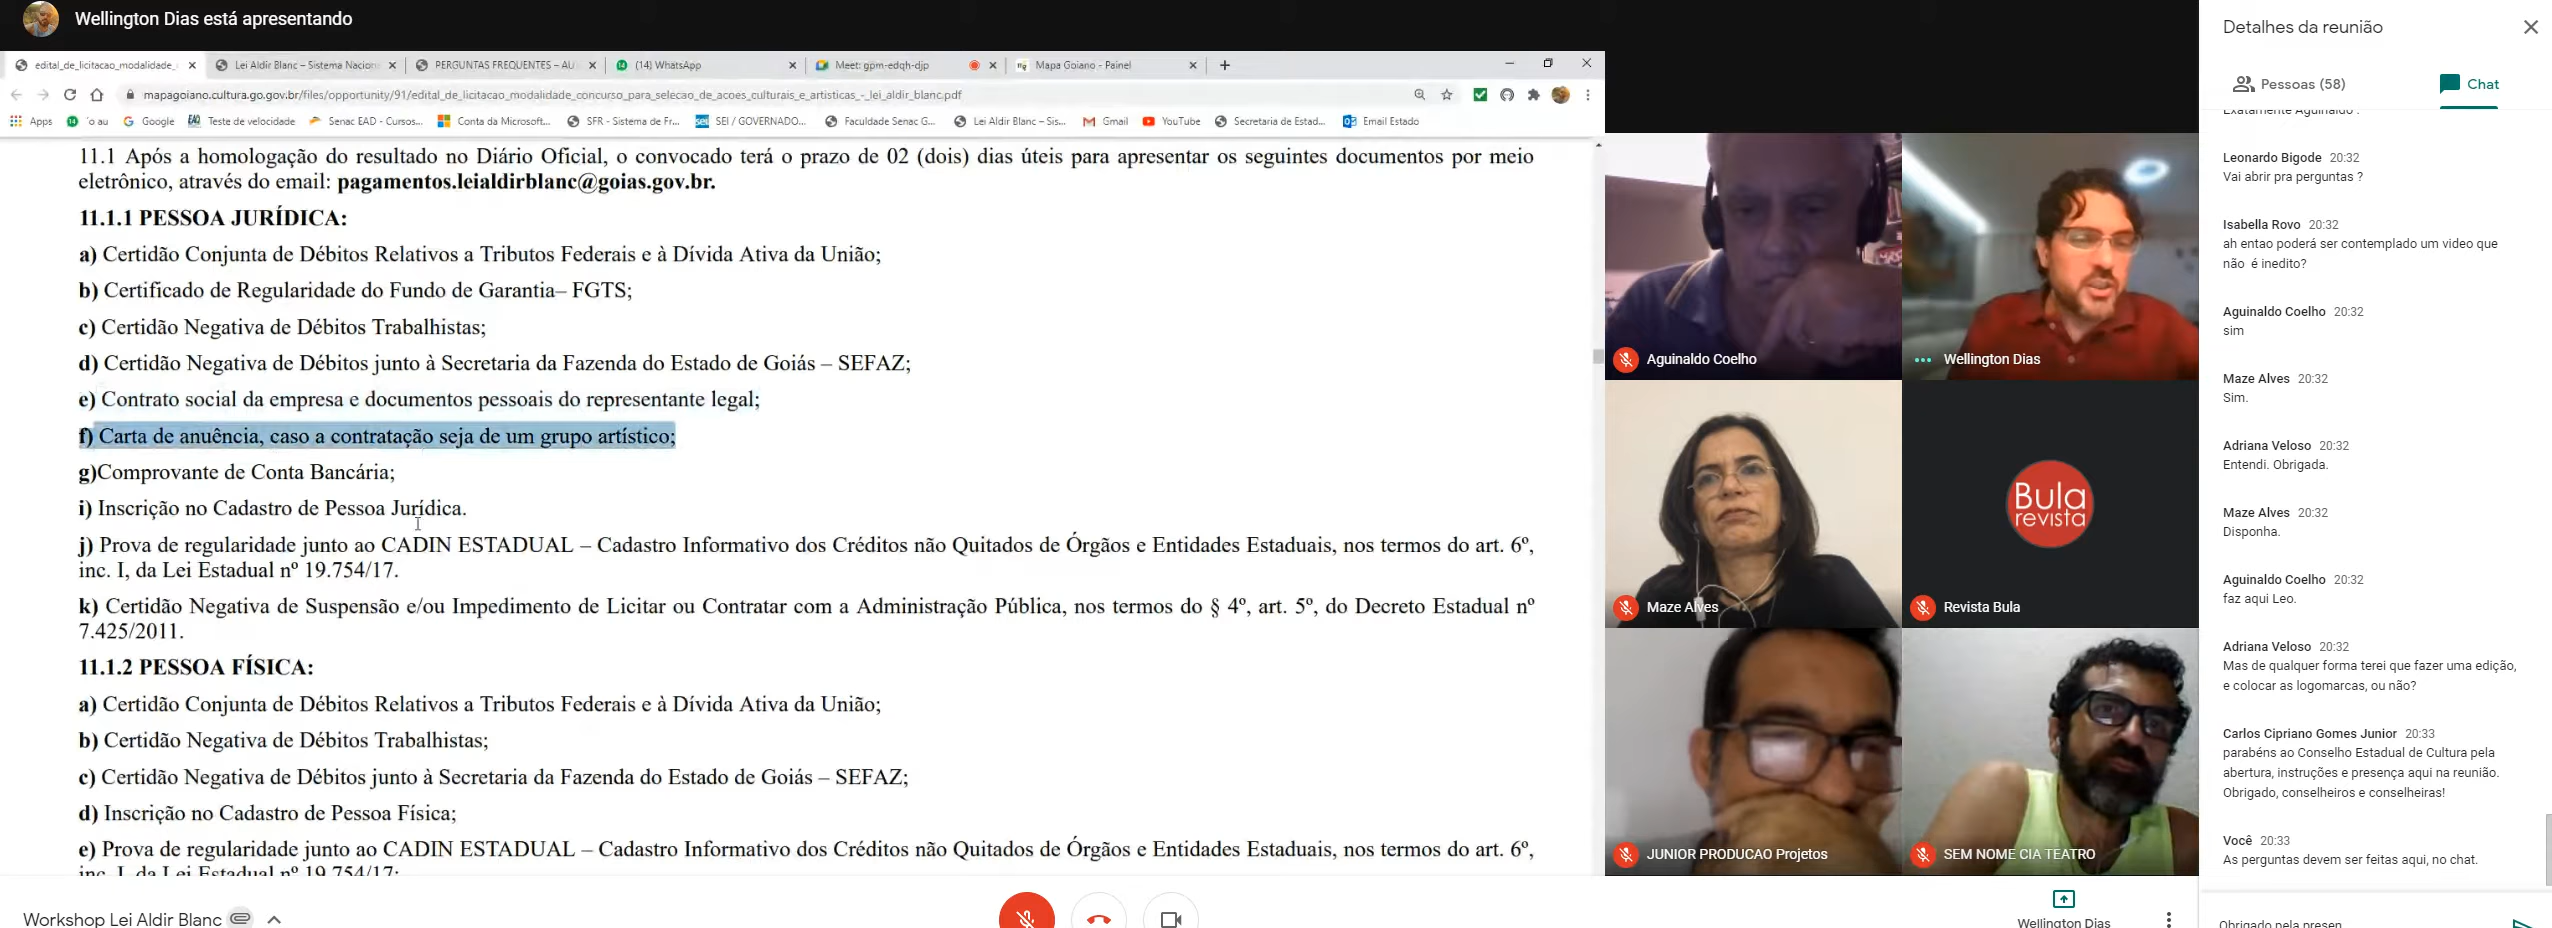 Wellington Dias está apresentando
edital_de_licitacao_modalidade_
Lei Aldir Blanc – Sistema Nacion
PERGUNTAS FREQUENTES – AU
(14) WhatsApp
Meet: gpm-edqh-djp
Mapa Goiano - Painel
mapagoiano.cultura.go.gov.br/files/opportunity/91/edital_de_licitacao_modalidade_concurso_para_selecao_de_acoes_culturais_e_artisticas_-_lei_aldir_blanc.pdf
Apps
'o au
Google
Teste de velocidade
Senac EAD - Cursos...
Conta da Microsoft...
SFR - Sistema de Fr...
SEI / GOVERNADO...
Faculdade Senac G...
Lei Aldir Blanc – Sis...
Gmail
YouTube
Secretaria de Estad...
Email Estado
11.1 Após a homologação do resultado no Diário Oficial, o convocado terá o prazo de 02 (dois) dias úteis para apresentar os seguintes documentos por meio
eletrônico, através do email: pagamentos.leialdirblanc@goias.gov.br.
11.1.1 PESSOA JURÍDICA:
a) Certidão Conjunta de Débitos Relativos a Tributos Federais e à Dívida Ativa da União;
b) Certificado de Regularidade do Fundo de Garantia– FGTS;
c) Certidão Negativa de Débitos Trabalhistas;
d) Certidão Negativa de Débitos junto à Secretaria da Fazenda do Estado de Goiás – SEFAZ;
e) Contrato social da empresa e documentos pessoais do representante legal;
f) Carta de anuência, caso a contratação seja de um grupo artístico;
g)Comprovante de Conta Bancária;
i) Inscrição no Cadastro de Pessoa Jurídica.
j) Prova de regularidade junto ao CADIN ESTADUAL – Cadastro Informativo dos Créditos não Quitados de Órgãos e Entidades Estaduais, nos termos do art. 6º,
inc. I, da Lei Estadual nº 19.754/17.
k) Certidão Negativa de Suspensão e/ou Impedimento de Licitar ou Contratar com a Administração Pública, nos termos do § 4º, art. 5º, do Decreto Estadual nº
7.425/2011.
11.1.2 PESSOA FÍSICA:
a) Certidão Conjunta de Débitos Relativos a Tributos Federais e à Dívida Ativa da União;
b) Certidão Negativa de Débitos Trabalhistas;
c) Certidão Negativa de Débitos junto à Secretaria da Fazenda do Estado de Goiás – SEFAZ;
d) Inscrição no Cadastro de Pessoa Física;
e) Prova de regularidade junto ao CADIN ESTADUAL – Cadastro Informativo dos Créditos não Quitados de Órgãos e Entidades Estaduais, nos termos do art. 6º,
inc. I, da Lei Estadual nº 19.754/17;
Aguinaldo Coelho
Wellington Dias
Maze Alves
Bula
revista
Revista Bula
JUNIOR PRODUCAO Projetos
SEM NOME CIA TEATRO
Detalhes da reunião
Pessoas (58)
Chat
Exatamente Aguinaldo .
Leonardo Bigode 20:32
Vai abrir pra perguntas ?
Isabella Rovo 20:32
ah entao poderá ser contemplado um video que
não é inedito?
Aguinaldo Coelho 20:32
sim
Maze Alves 20:32
Sim.
Adriana Veloso 20:32
Entendi. Obrigada.
Maze Alves 20:32
Disponha.
Aguinaldo Coelho 20:32
faz aqui Leo.
Adriana Veloso 20:32
Mas de qualquer forma terei que fazer uma edição,
e colocar as logomarcas, ou não?
Carlos Cipriano Gomes Junior 20:33
parabéns ao Conselho Estadual de Cultura pela
abertura, instruções e presença aqui na reunião.
Obrigado, conselheiros e conselheiras!
Você 20:33
As perguntas devem ser feitas aqui, no chat.
Obrigado pela presen
Workshop Lei Aldir Blanc
Wellington Dias